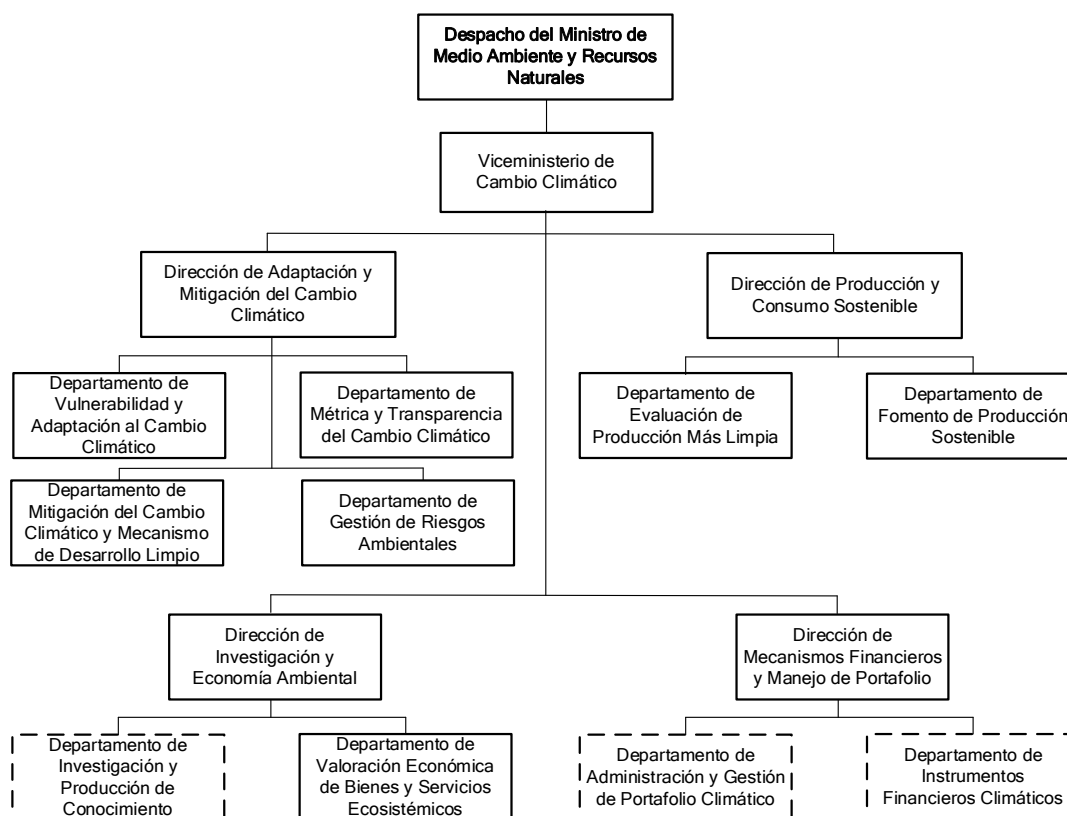 Despacho del Ministro de
Medio Ambiente y Recursos
Naturales
Viceministerio de
Cambio Climático
Dirección de Adaptación y
Mitigación del Cambio
Climático
Dirección de Producción y
Consumo Sostenible
Departamento de
Vulnerabilidad y
Adaptación al Cambio
Climático
Departamento de
Métrica y Transparencia
del Cambio Climático
Departamento de
Evaluación de
Producción Más Limpia
Departamento de
Fomento de Producción
Sostenible
Departamento de
Mitigación del Cambio
Climático y Mecanismo
de Desarrollo Limpio
Departamento de
Gestión de Riesgos
Ambientales
Dirección de
Investigación y
Economía Ambiental
Dirección de
Mecanismos Financieros
y Manejo de Portafolio
Departamento de
Investigación y
Producción de
Conocimiento
Departamento de
Valoración Económica
de Bienes y Servicios
Ecosistémicos
Departamento de
Administración y Gestión
de Portafolio Climático
Departamento de
Instrumentos
Financieros Climáticos